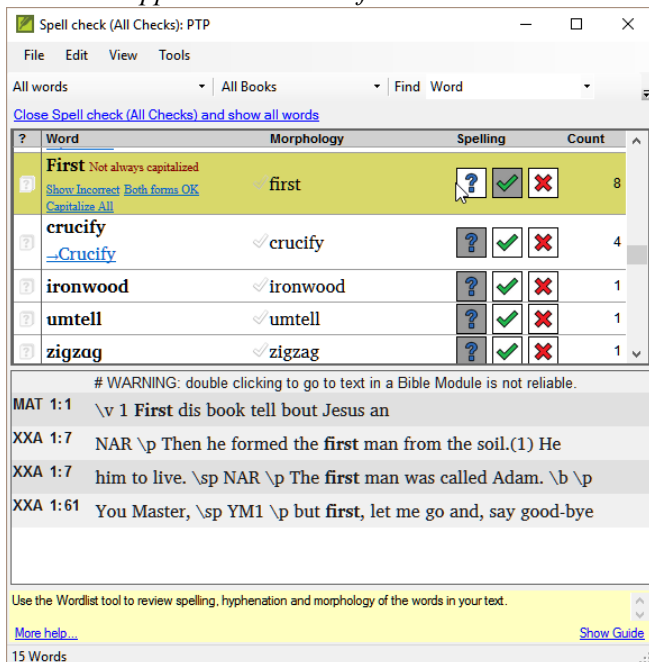 Spell check (All Checks): PTP
File Edit View Tools
All words All Books Find Word
Close Spell check (All Checks) and show all words
? Word Morphology Spelling Count
First Not always capitalized
Show Incorrect Both forms OK
Capitalize All
first 8
crucify
→Crucify
crucify 4
ironwood ironwood 1
umtell umtell 1
zigzag zigzag 1
# WARNING: double clicking to go to text in a Bible Module is not reliable.
MAT 1:1 \v 1 First dis book tell bout Jesus an
XXA 1:7 NAR \p Then he formed the first man from the soil.(1) He
XXA 1:7 him to live. \sp NAR \p The first man was called Adam. \b \p
XXA 1:61 You Master, \sp YM1 \p but first, let me go and, say good-bye
Use the Wordlist tool to review spelling, hyphenation and morphology of the words in your text.
More help... Show Guide
15 Words